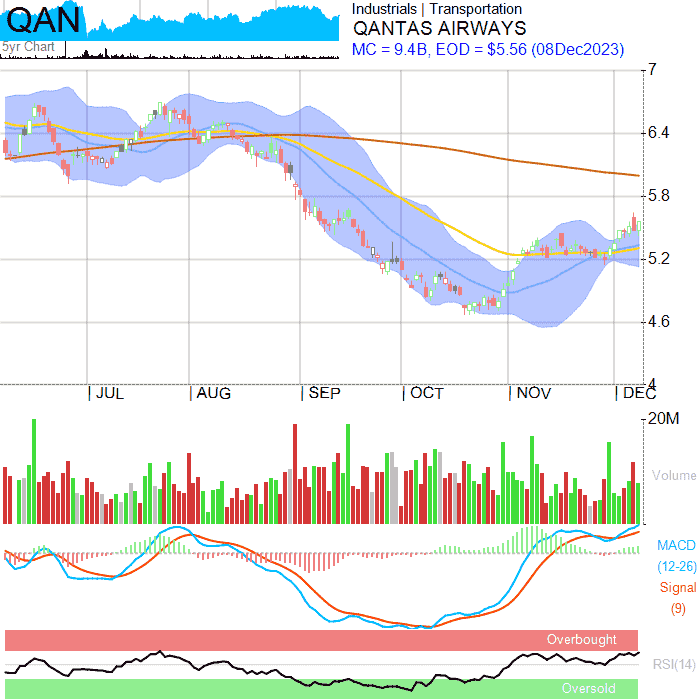 QAN
5yr Chart
Industrials | Transportation
QANTAS AIRWAYS
MC = 9.4B, EOD = $5.56 (08Dec2023)
7
6.4
5.8
5.2
4.6
4
| JUL
| AUG
| SEP
| OCT
| NOV
| DEC
20M
Volume
MACD
(12-26)
Signal
(9)
Overbought
RSI(14)
Oversold